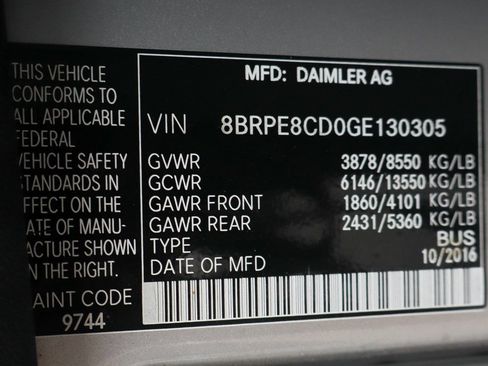 THIS VEHICLE
CONFORMS TO
ALL APPLICABLE
FEDERAL
VEHICLE SAFETY
STANDARDS IN
EFFECT ON THE
DATE OF MANU-
FACTURE SHOWN
ON THE RIGHT.
PAINT CODE
9744
MFD: DAIMLER AG
VIN 8BRPE8CD0GE130305
GVWR 3878/8550 KG/LB
GCWR 6146/13550 KG/LB
GAWR FRONT 1860/4101 KG/LB
GAWR REAR 2431/5360 KG/LB
TYPE BUS
DATE OF MFD 10/2016